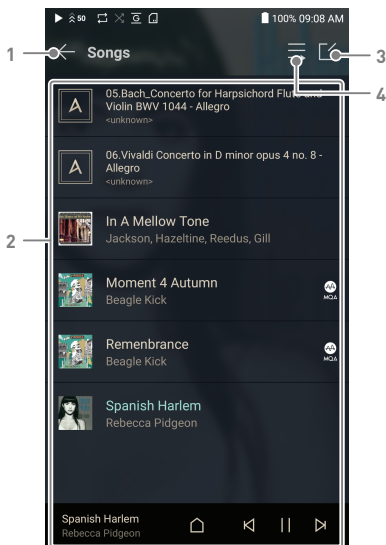 50 G 100% 09:08 AM
1 Songs 3
4
05.Bach_Concerto for Harpsichord Flute and
Violin BWV 1044 - Allegro
<unknown>
06.Vivaldi Concerto in D minor opus 4 no. 8 -
Allegro
<unknown>
2
In A Mellow Tone
Jackson, Hazeltine, Reedus, Gill
Moment 4 Autumn
Beagle Kick
MQA
Remenbrance
Beagle Kick
MQA
Spanish Harlem
Rebecca Pidgeon
Spanish Harlem
Rebecca Pidgeon